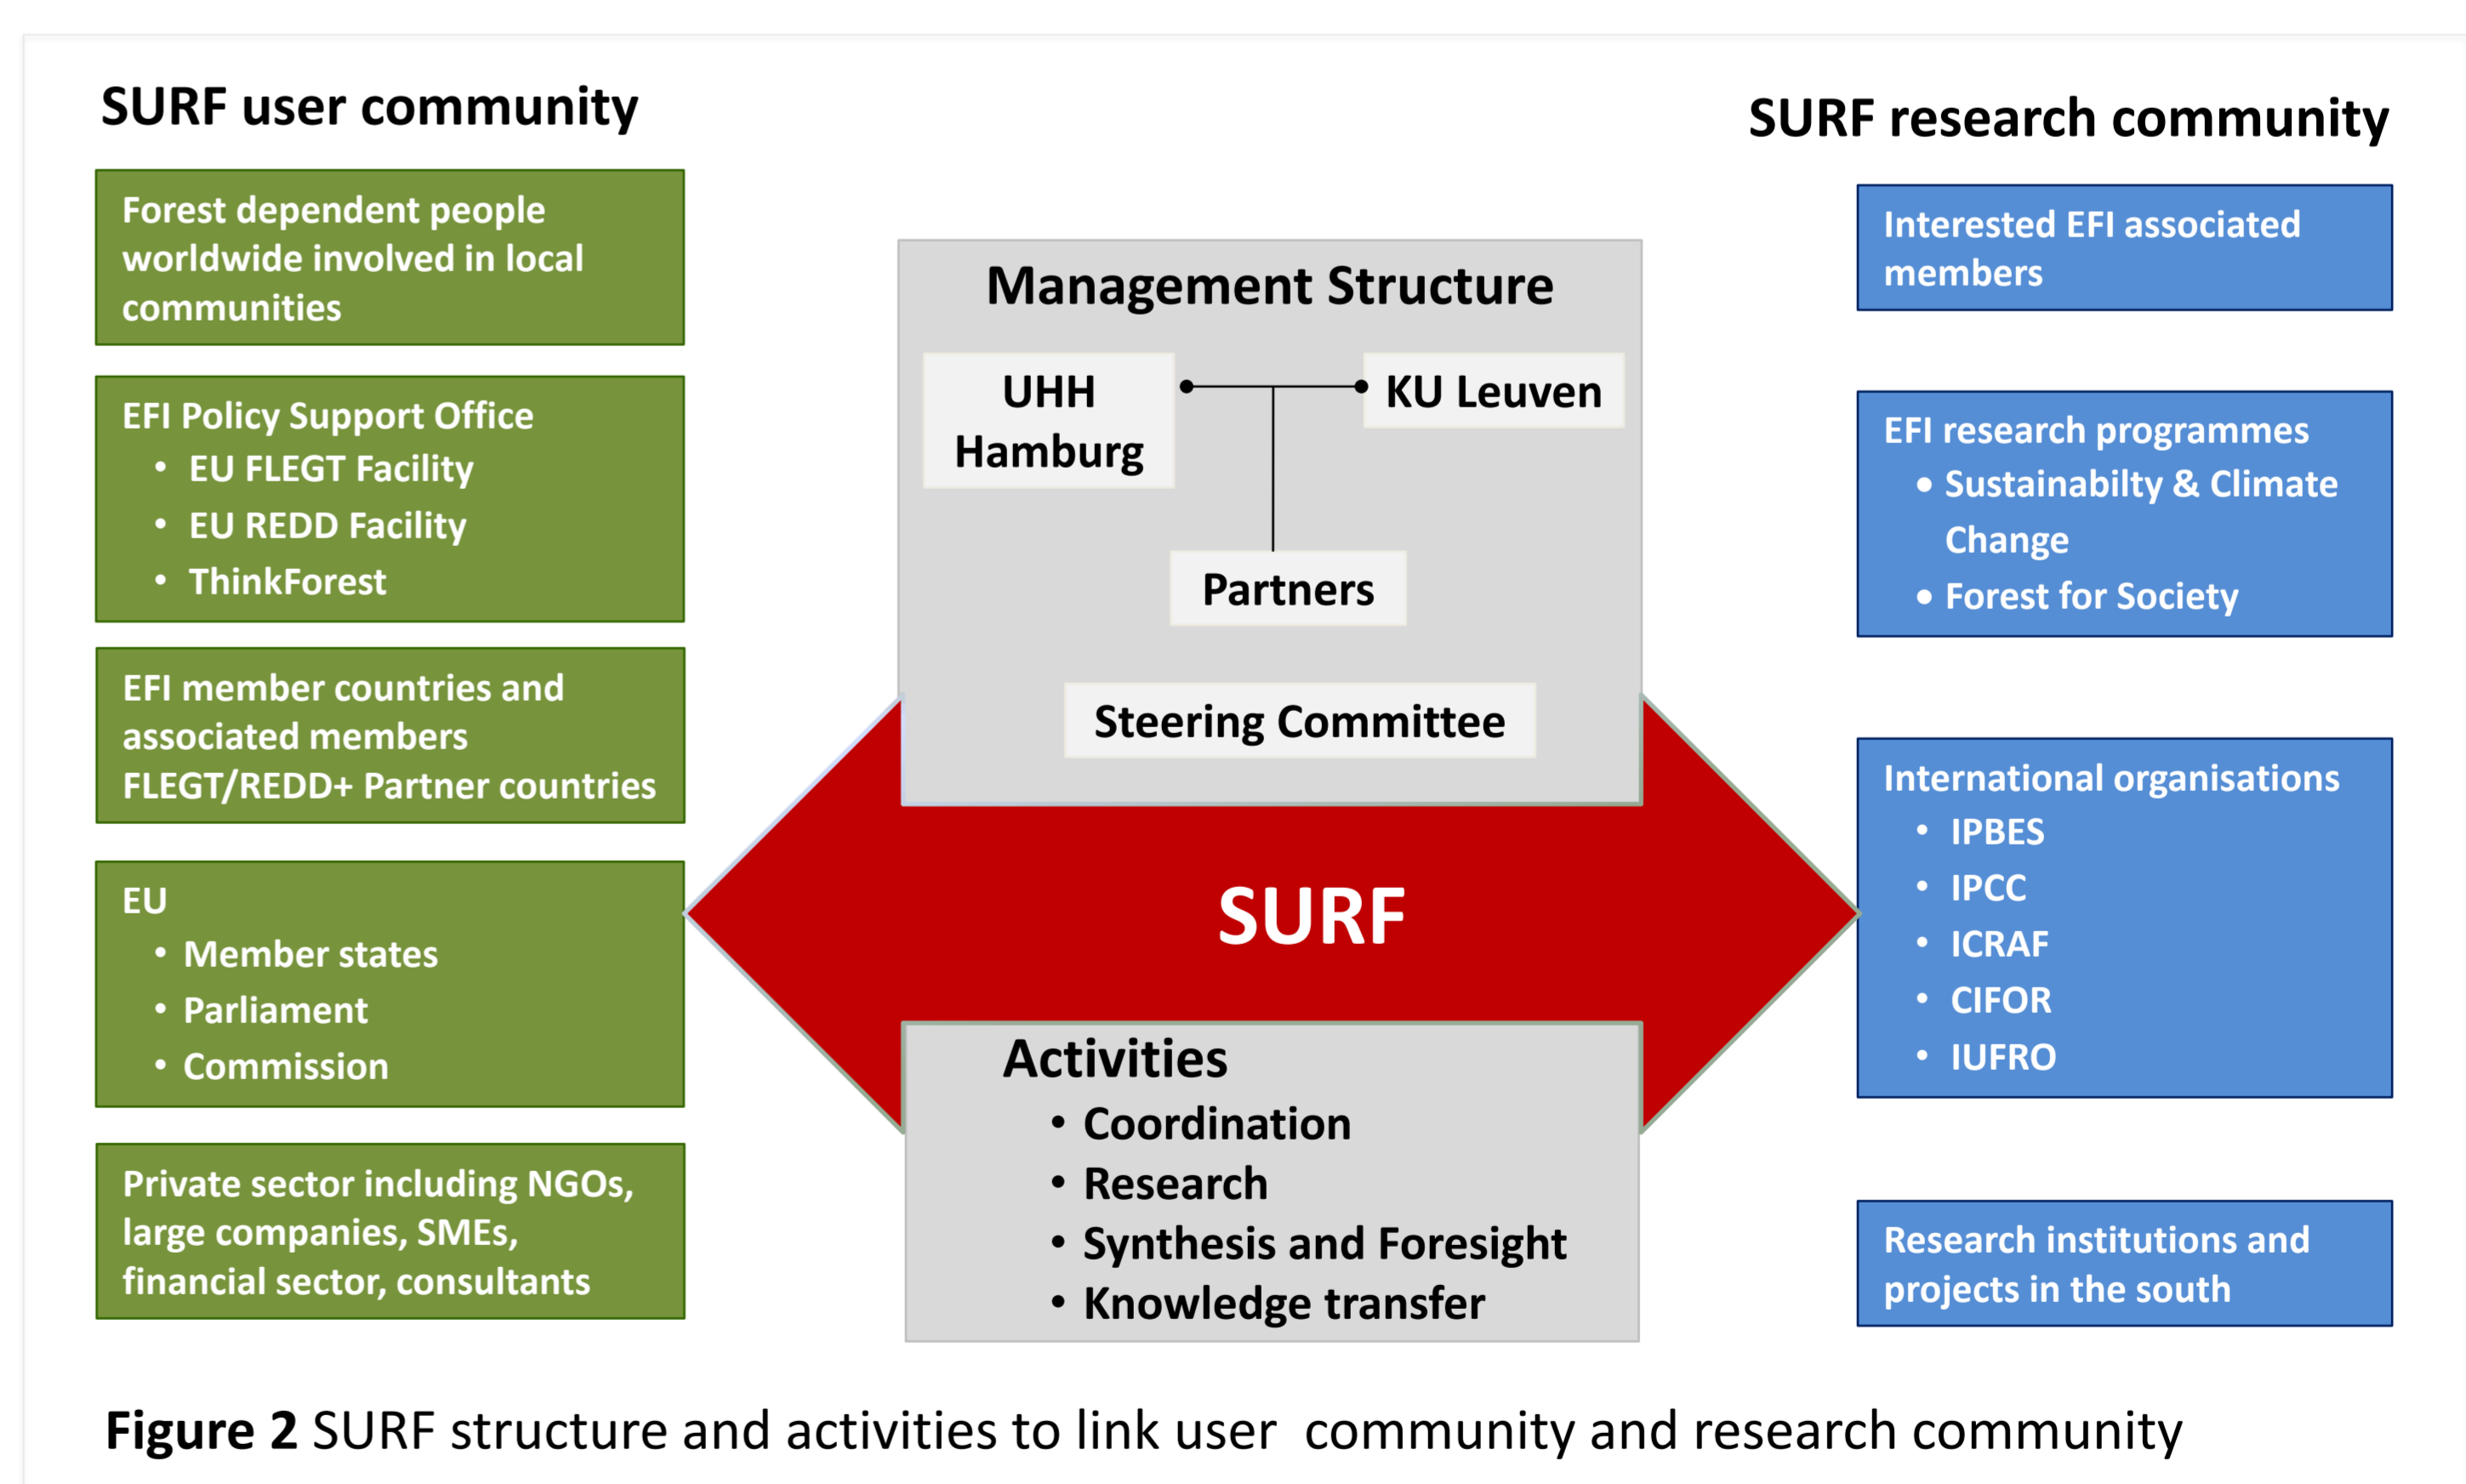 SURF user community
Forest dependent people
worldwide involved in local
communities
EFI Policy Support Office
• EU FLEGT Facility
• EU REDD Facility
• ThinkForest
EFI member countries and
associated members
FLEGT/REDD+ Partner countries
EU
• Member states
• Parliament
• Commission
Private sector including NGOs,
large companies, SMEs,
financial sector, consultants
Management Structure
UHH
Hamburg
KU Leuven
Partners
Steering Committee
SURF
Activities
• Coordination
• Research
• Synthesis and Foresight
• Knowledge transfer
SURF research community
Interested EFI associated
members
EFI research programmes
• Sustainabilty & Climate
Change
• Forest for Society
International organisations
• IPBES
• IPCC
• ICRAF
• CIFOR
• IUFRO
Research institutions and
projects in the south
Figure 2 SURF structure and activities to link user community and research community